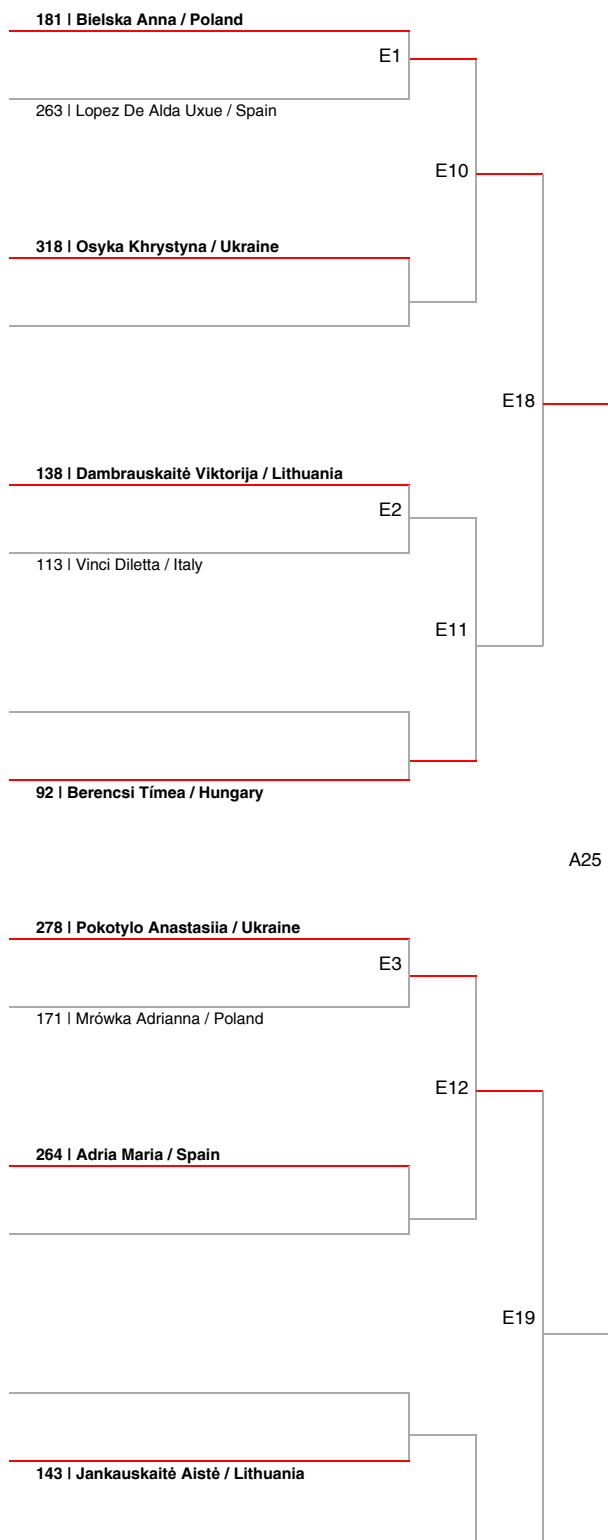 181 | Bielska Anna / Poland
E1
263 | Lopez De Alda Uxue / Spain
E10
318 | Osyka Khrystyna / Ukraine
E18
138 | Dambrauskaitė Viktorija / Lithuania
E2
113 | Vinci Diletta / Italy
E11
92 | Berencsi Tímea / Hungary
A25
278 | Pokotylo Anastasiia / Ukraine
E3
171 | Mrówka Adrianna / Poland
E12
264 | Adria Maria / Spain
E19
143 | Jankauskaitė Aistė / Lithuania